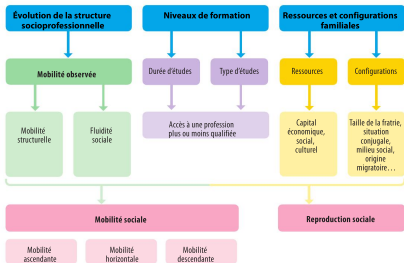 Évolution de la structure
socioprofessionnelle
Niveaux de formation
Ressources et configurations
familiales
Mobilité observée
Durée d'études
Type d'études
Ressources
Configurations
Mobilité
structurelle
Fluidité
sociale
Accès à une profession
plus ou moins qualifiée
Capital
économique,
social,
culturel
Taille de la fratrie,
situation
conjugale,
milieu social,
origine
migratoire…
Mobilité sociale
Reproduction sociale
Mobilité
ascendante
Mobilité
horizontale
Mobilité
descendante